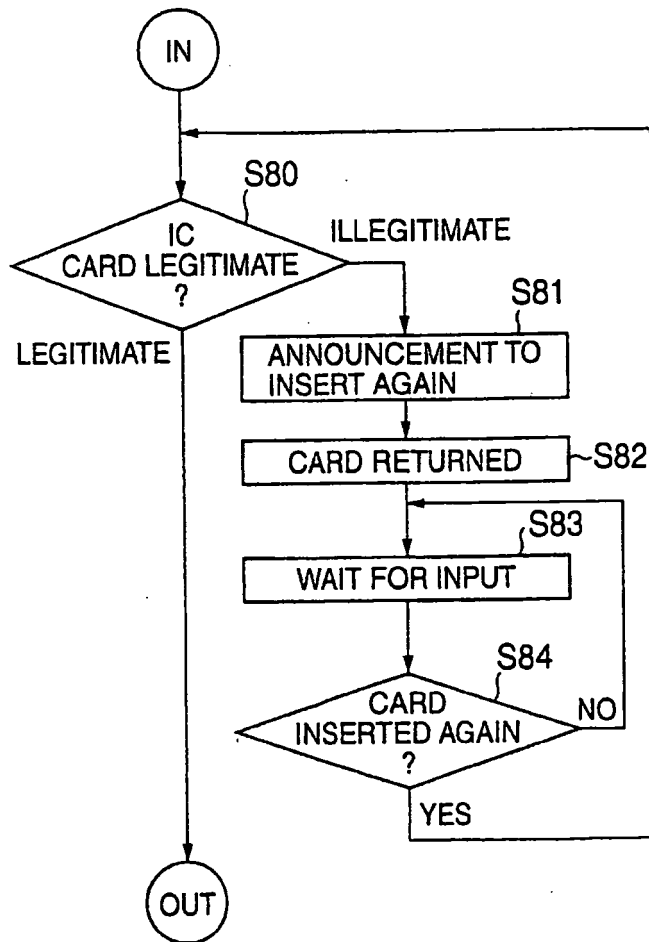 IN
S80
IC
CARD LEGITIMATE
?
ILLEGITIMATE
LEGITIMATE
S81
ANNOUNCEMENT TO
INSERT AGAIN
CARD RETURNED
S82
S83
WAIT FOR INPUT
S84
CARD
INSERTED AGAIN
?
NO
YES
OUT